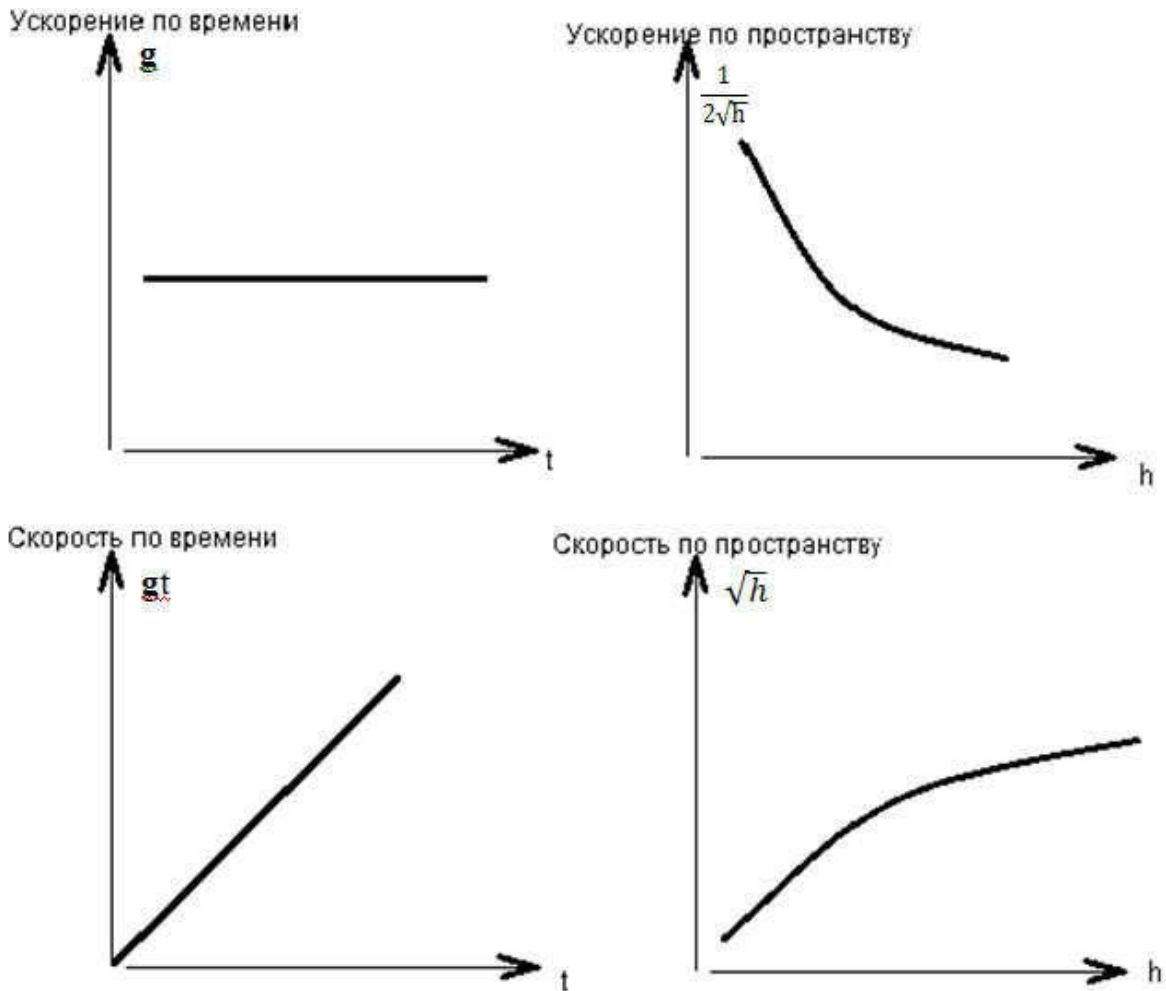 Ускорение по времени
g
t
Ускорение по пространству
1
2√h
h
Скорость по времени
gt
t
Скорость по пространству
√h
h